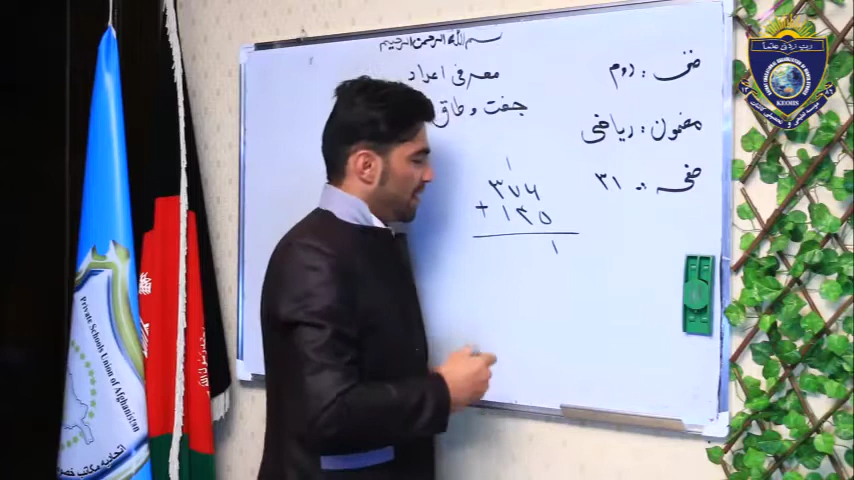 بسم الله الرحمن الرحیم
صنف : دوم
معرفی اعداد
جفت و طاق
مضمون : ریاضی
صفحه : ۳۱
۱
۳۷۶
+ ۱۳۵
۱
KEOHS
Private Schools Union of Afghanistan